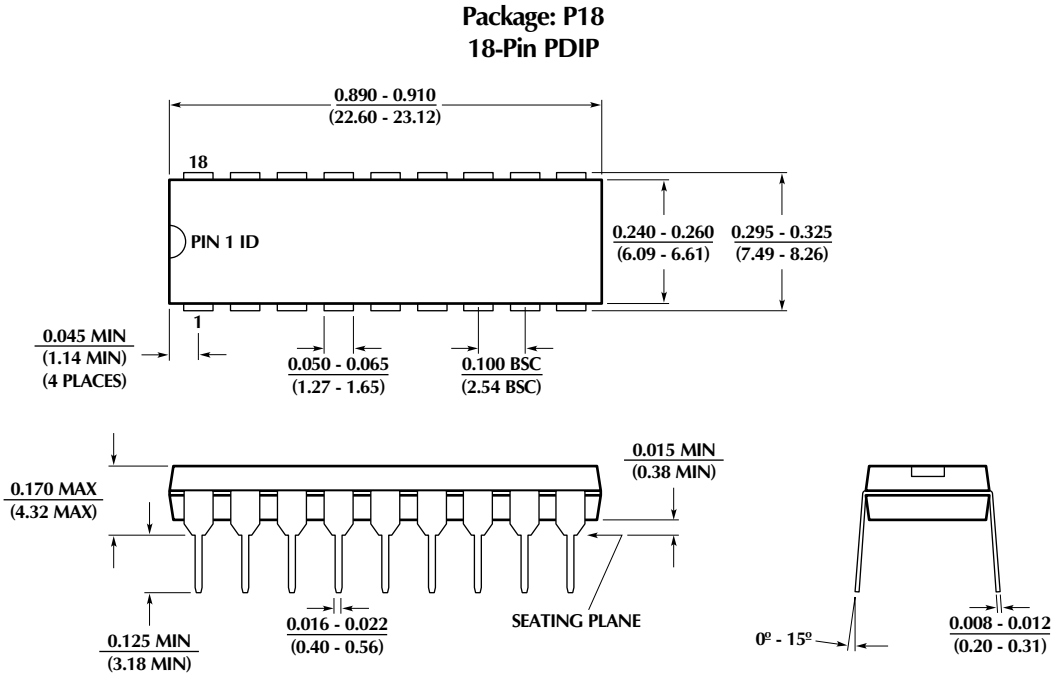 Package: P18
18-Pin PDIP
0.890 - 0.910
(22.60 - 23.12)
18
PIN 1 ID
0.240 - 0.260
(6.09 - 6.61)
0.295 - 0.325
(7.49 - 8.26)
1
0.045 MIN
(1.14 MIN)
(4 PLACES)
0.050 - 0.065
(1.27 - 1.65)
0.100 BSC
(2.54 BSC)
0.015 MIN
(0.38 MIN)
0.170 MAX
(4.32 MAX)
SEATING PLANE
0.016 - 0.022
(0.40 - 0.56)
0.125 MIN
(3.18 MIN)
0º - 15º
0.008 - 0.012
(0.20 - 0.31)